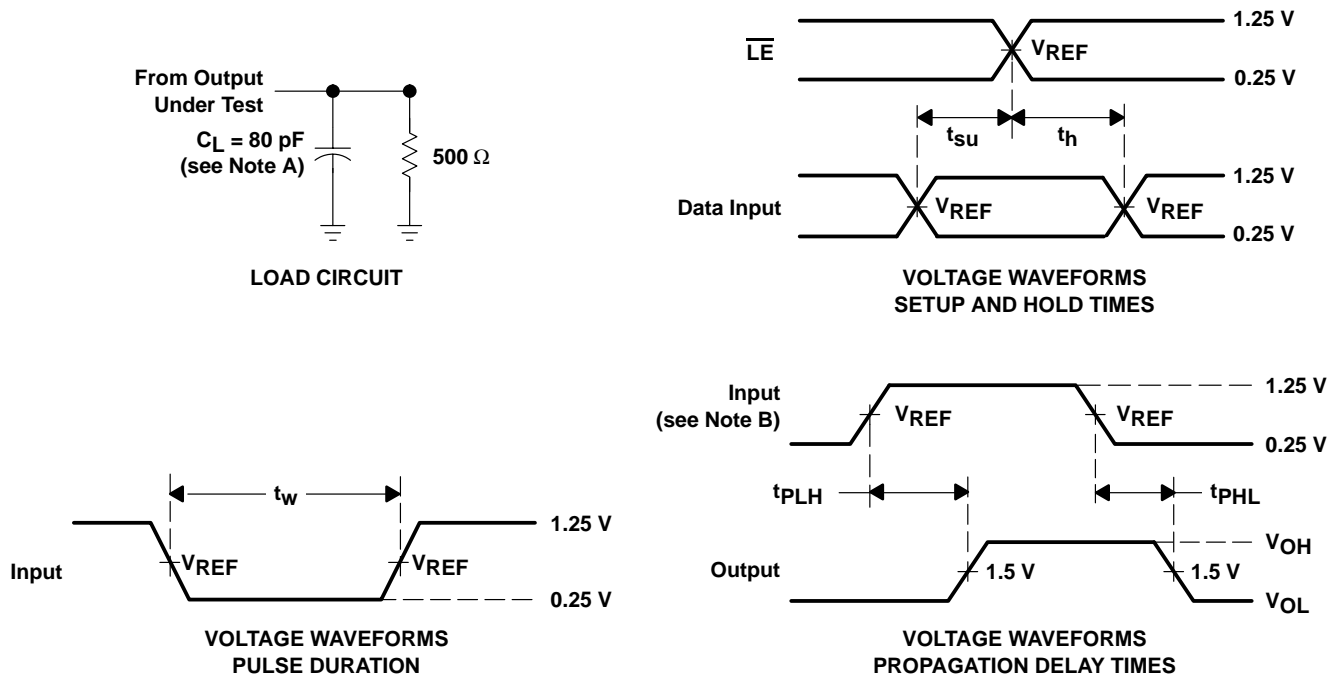 From Output
Under Test
CL = 80 pF
(see Note A)
500 Ω
LOAD CIRCUIT
LE
VREF
1.25 V
0.25 V
tsu
th
Data Input
VREF
VREF
1.25 V
0.25 V
VOLTAGE WAVEFORMS
SETUP AND HOLD TIMES
Input
tw
VREF
VREF
1.25 V
0.25 V
VOLTAGE WAVEFORMS
PULSE DURATION
Input
(see Note B)
VREF
VREF
1.25 V
0.25 V
tPLH
tPHL
Output
1.5 V
1.5 V
VOH
VOL
VOLTAGE WAVEFORMS
PROPAGATION DELAY TIMES